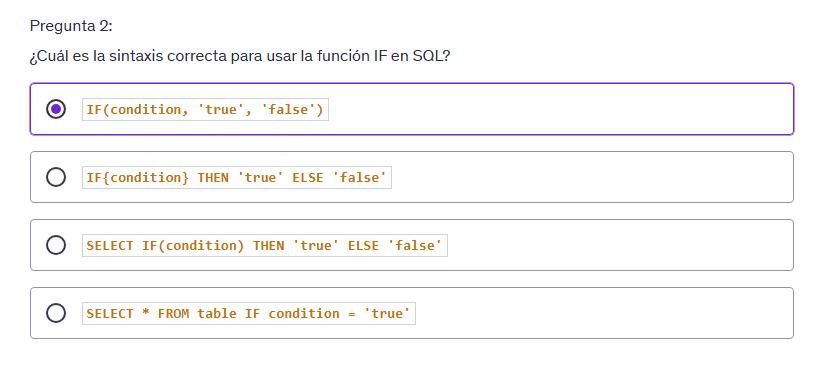 Pregunta 2:
¿Cuál es la sintaxis correcta para usar la función IF en SQL?
IF(condition, 'true', 'false')
IF{condition} THEN 'true' ELSE 'false'
SELECT IF(condition) THEN 'true' ELSE 'false'
SELECT * FROM table IF condition = 'true'